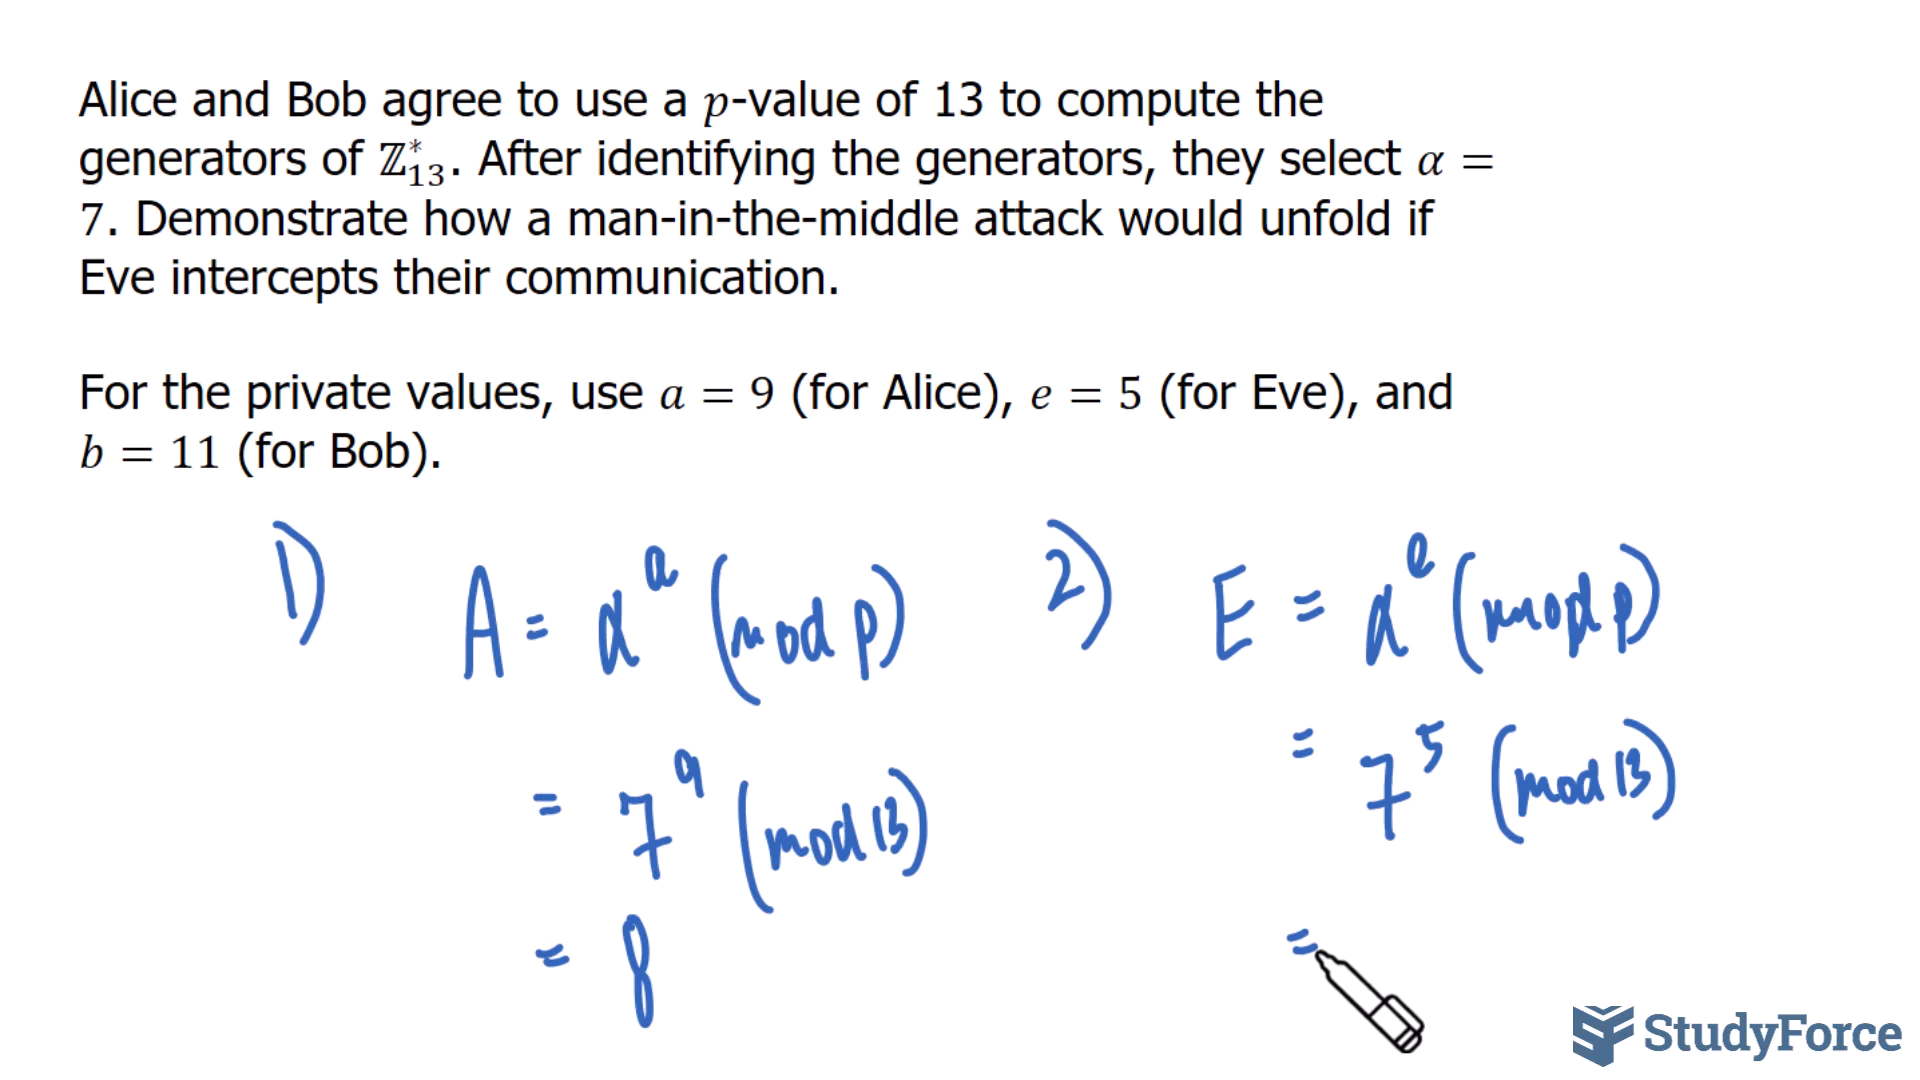 Alice and Bob agree to use a p-value of 13 to compute the
generators of ℤ*₁₃. After identifying the generators, they select α =
7. Demonstrate how a man-in-the-middle attack would unfold if
Eve intercepts their communication.
For the private values, use a = 9 (for Alice), e = 5 (for Eve), and
b = 11 (for Bob).
1) A = α^a (mod p)
= 7^9 (mod 13)
= 8
2) E = α^e (mod p)
= 7^5 (mod 13)
=
StudyForce